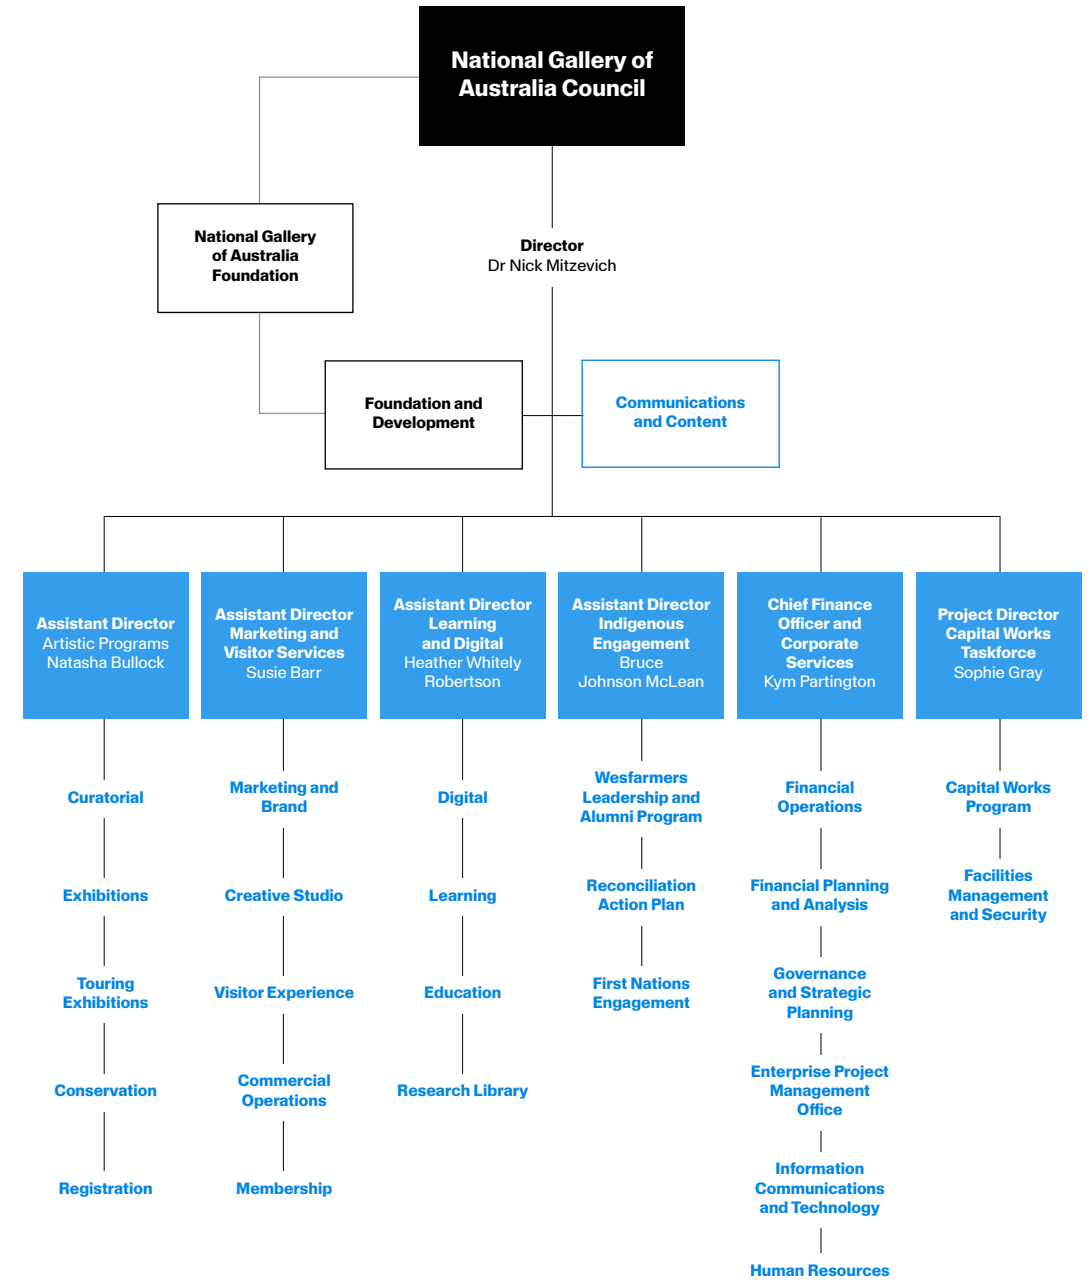 National Gallery of
Australia Council
National Gallery
of Australia
Foundation
Director
Dr Nick Mitzevich
Foundation and
Development
Communications
and Content
Assistant Director
Artistic Programs
Natasha Bullock
Assistant Director
Marketing and
Visitor Services
Susie Barr
Assistant Director
Learning
and Digital
Heather Whitely
Robertson
Assistant Director
Indigenous
Engagement
Bruce
Johnson McLean
Chief Finance
Officer and
Corporate
Services
Kym Partington
Project Director
Capital Works
Taskforce
Sophie Gray
Curatorial
Exhibitions
Touring
Exhibitions
Conservation
Registration
Marketing and
Brand
Creative Studio
Visitor Experience
Commercial
Operations
Membership
Digital
Learning
Education
Research Library
Wesfarmers
Leadership and
Alumni Program
Reconciliation
Action Plan
First Nations
Engagement
Financial
Operations
Financial Planning
and Analysis
Governance
and Strategic
Planning
Enterprise Project
Management
Office
Information
Communications
and Technology
Human Resources
Capital Works
Program
Facilities
Management
and Security